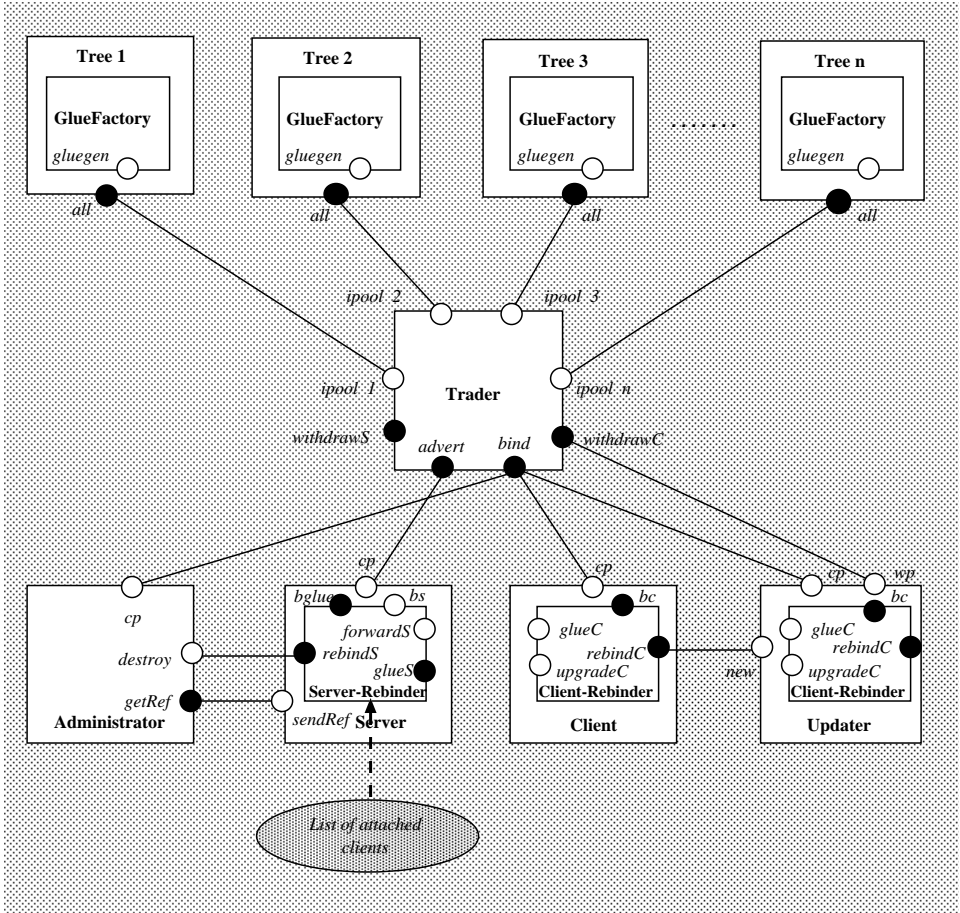 Tree 1
Tree 2
Tree 3
Tree n
GlueFactory
GlueFactory
GlueFactory
.......
GlueFactory
gluegen
gluegen
gluegen
gluegen
all
all
all
all
ipool 2
ipool 3
ipool 1
Trader
ipool n
withdrawS
advert
bind
withdrawC
cp
cp
cp
wp
bglue
bs
bc
bc
cp
forwardS
glueC
glueC
destroy
rebindS
rebindC
rebindC
glueS
upgradeC
new
upgradeC
getRef
Server-Rebinder
Client-Rebinder
Client-Rebinder
Administrator
sendRef
Server
Client
Updater
List of attached
clients